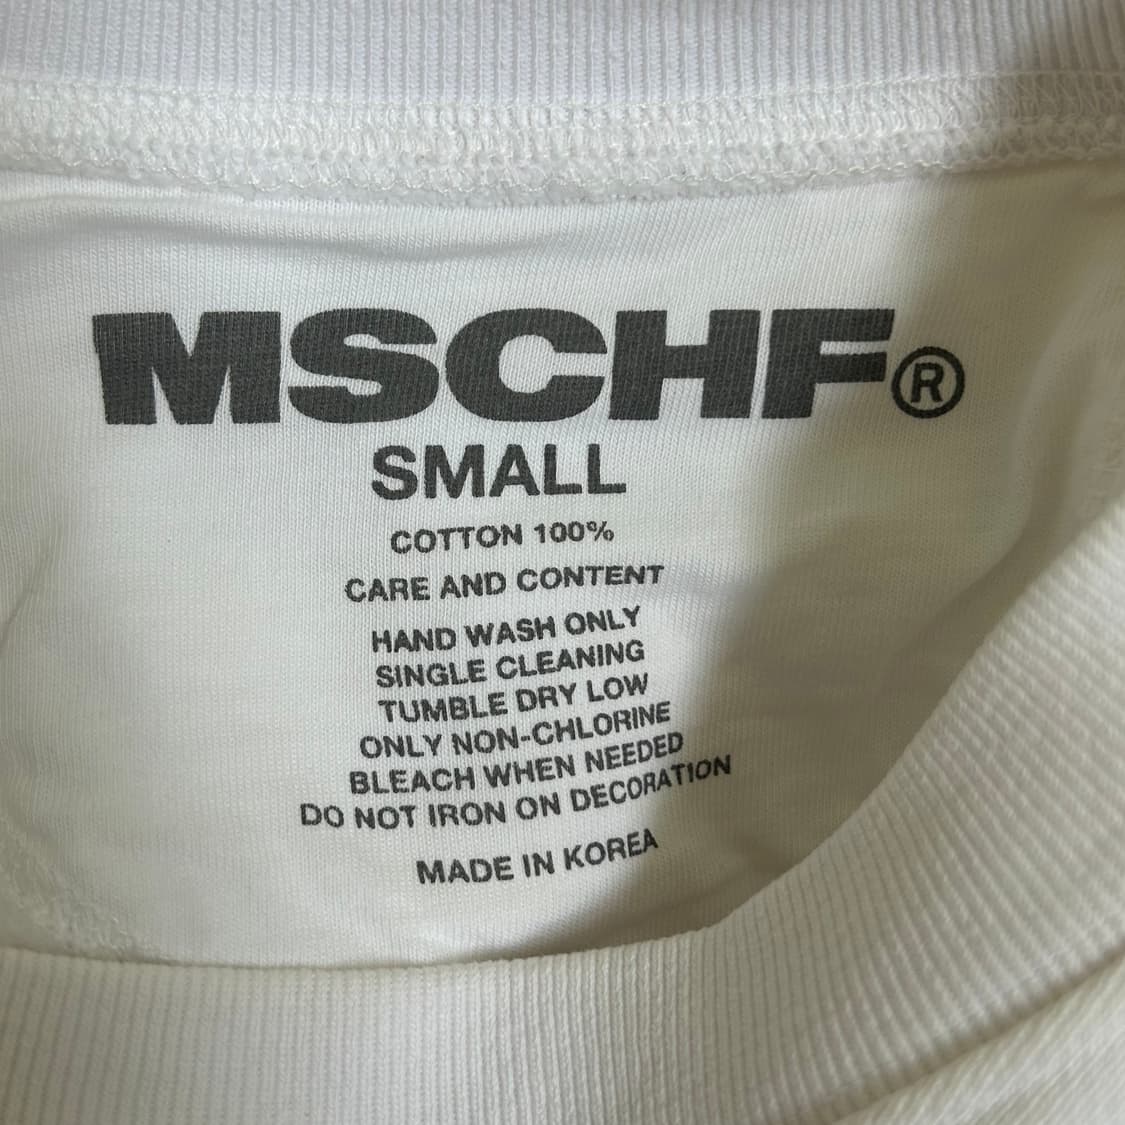 MSCHF®
SMALL
COTTON 100%
CARE AND CONTENT
HAND WASH ONLY
SINGLE CLEANING
TUMBLE DRY LOW
ONLY NON-CHLORINE
BLEACH WHEN NEEDED
DO NOT IRON ON DECORATION
MADE IN KOREA